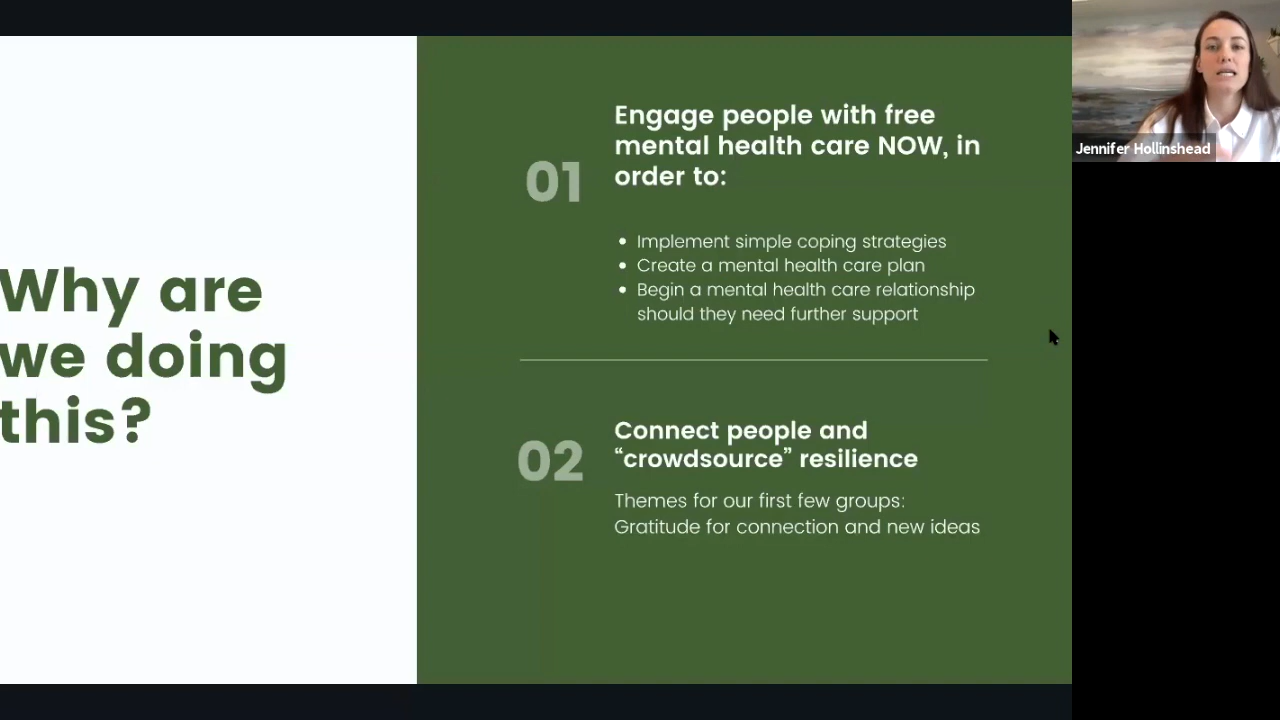 Why are
we doing
this?
01
Engage people with free
mental health care NOW, in
order to:
• Implement simple coping strategies
• Create a mental health care plan
• Begin a mental health care relationship
should they need further support
02
Connect people and
“crowdsource” resilience
Themes for our first few groups:
Gratitude for connection and new ideas
Jennifer Hollinshead